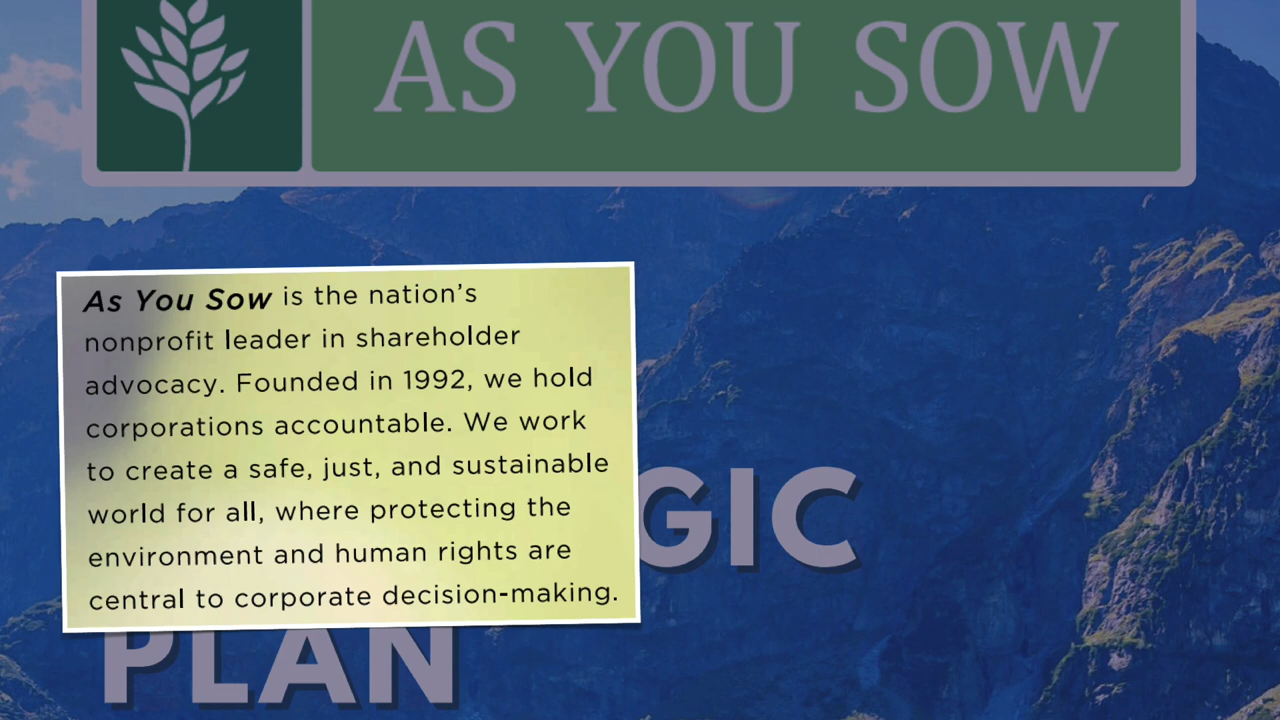 AS YOU SOW
As You Sow is the nation's
nonprofit leader in shareholder
advocacy. Founded in 1992, we hold
corporations accountable. We work
to create a safe, just, and sustainable
world for all, where protecting the
environment and human rights are
central to corporate decision-making.
GIC
PLAN